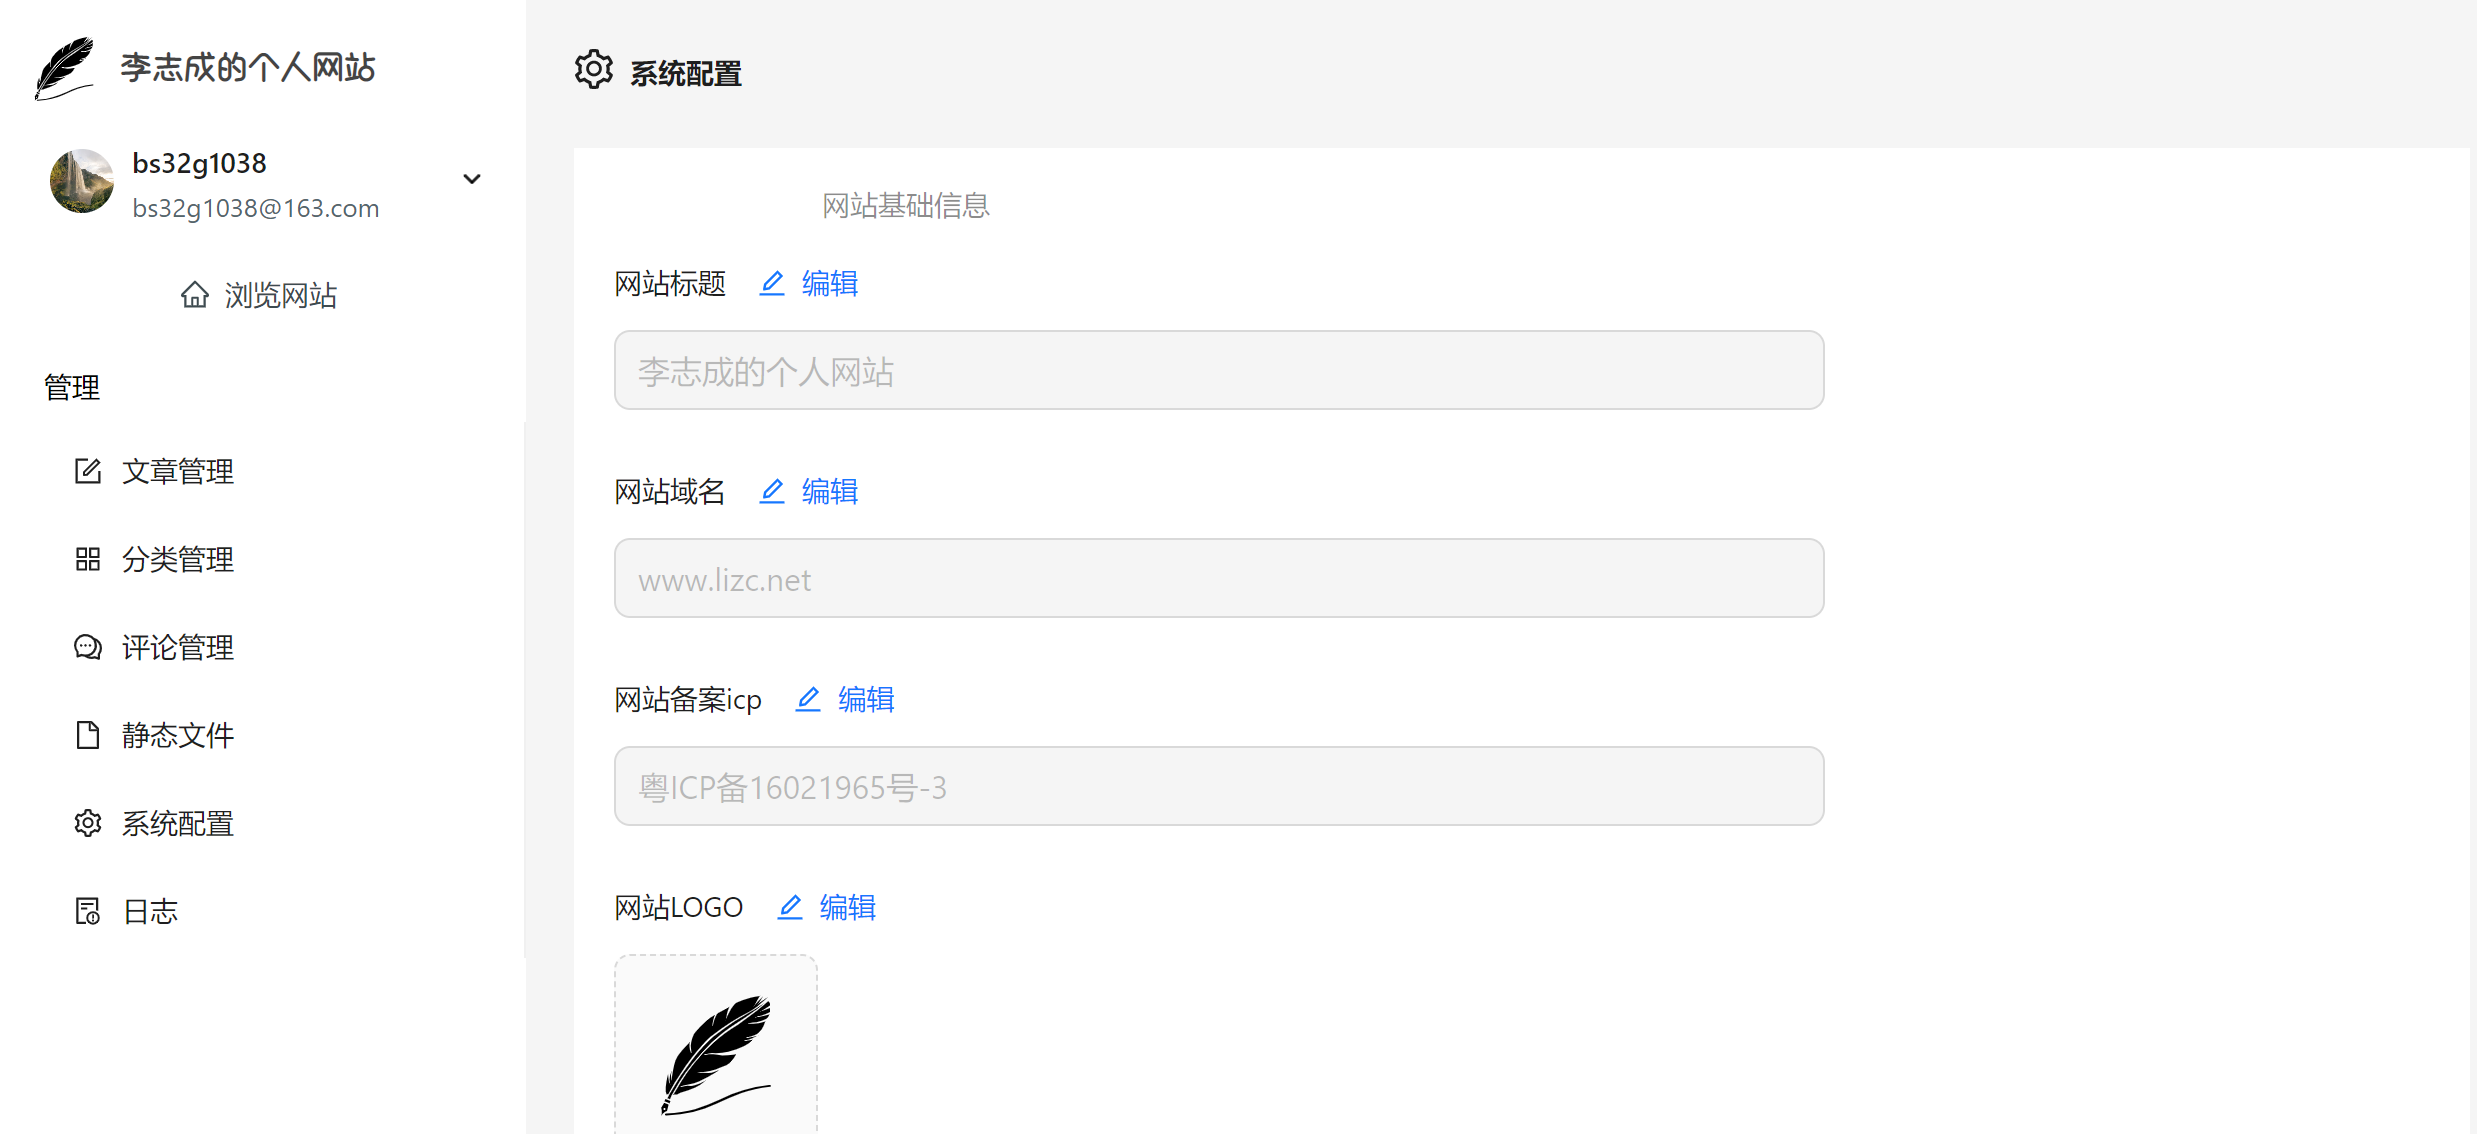 李志成的个人网站
bs32g1038
bs32g1038@163.com
浏览网站
管理
文章管理
分类管理
评论管理
静态文件
系统配置
日志
系统配置
网站基础信息
网站标题 编辑
李志成的个人网站
网站域名 编辑
www.lizc.net
网站备案icp 编辑
粤ICP备16021965号-3
网站LOGO 编辑